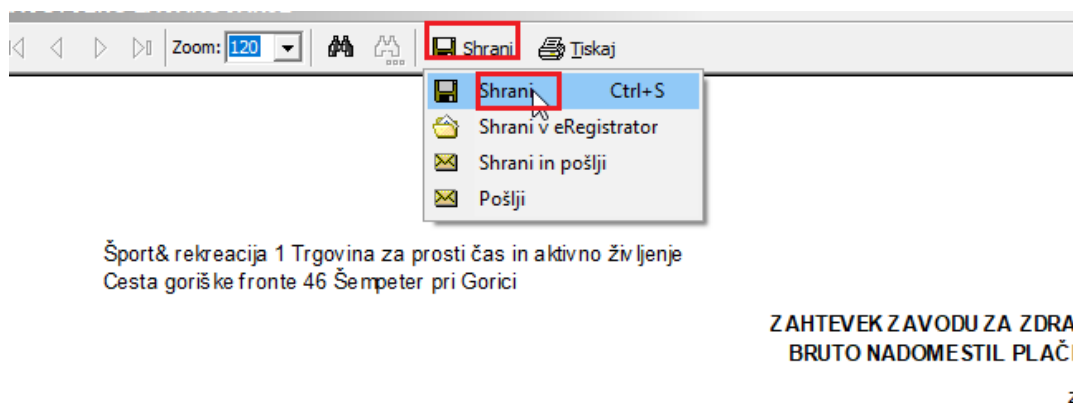 Zoom: 120 Shrani Tiskaj
Shrani Ctrl+S
Shrani v eRegistrator
Shrani in pošlji
Pošlji
Šport& rekreacija 1 Trgovina za prosti čas in aktivno življenje
Cesta goriške fronte 46 Šempeter pri Gorici
ZAHTEVEK ZAVODU ZA ZDRA
BRUTO NADOMESTIL PLAČ